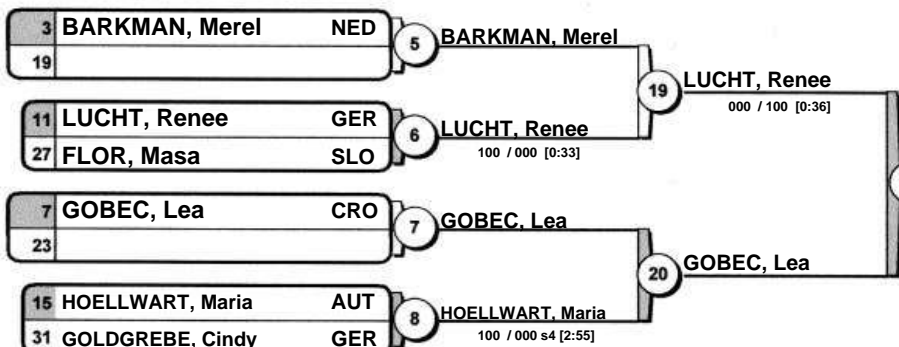 3 BARKMAN, Merel NED
19
5 BARKMAN, Merel
11 LUCHT, Renee GER
27 FLOR, Masa SLO
6 LUCHT, Renee
100 / 000 [0:33]
19 LUCHT, Renee
000 / 100 [0:36]
7 GOBEC, Lea CRO
23
7 GOBEC, Lea
15 HOELLWART, Maria AUT
31 GOLDGREBE, Cindy GER
8 HOELLWART, Maria
100 / 000 s4 [2:55]
20 GOBEC, Lea